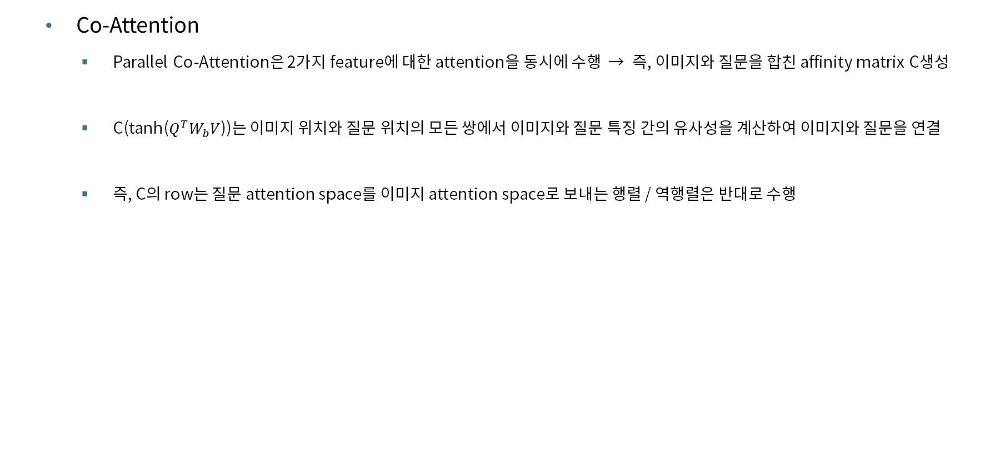 • Co-Attention
▪ Parallel Co-Attention은 2가지 feature에 대한 attention을 동시에 수행 → 즉, 이미지와 질문을 합친 affinity matrix C생성
▪ C(tanh($Q^T W_b V$))는 이미지 위치와 질문 위치의 모든 쌍에서 이미지와 질문 특징 간의 유사성을 계산하여 이미지와 질문을 연결
▪ 즉, C의 row는 질문 attention space를 이미지 attention space로 보내는 행렬 / 역행렬은 반대로 수행